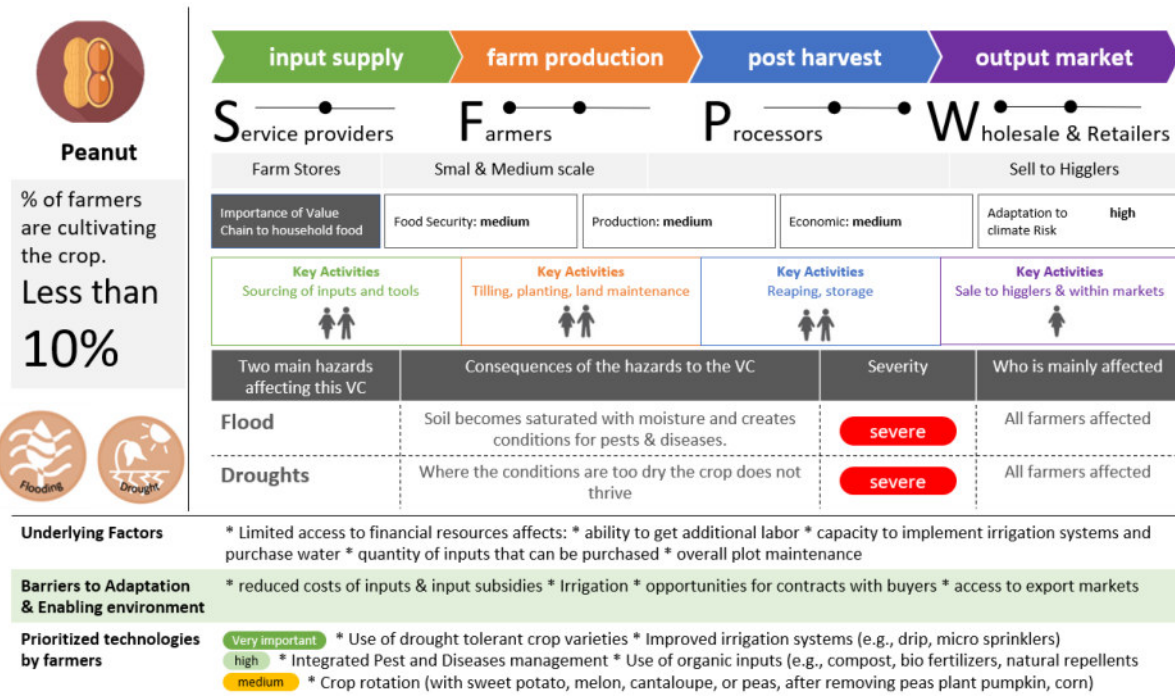 input supply
farm production
post harvest
output market
Peanut
Service providers
Farmers
Processors
Wholesale & Retailers
Farm Stores
Smal & Medium scale
Sell to Higglers
% of farmers
are cultivating
the crop.
Less than
10%
Importance of Value
Chain to household food
Food Security: medium
Production: medium
Economic: medium
Adaptation to high
climate Risk
Key Activities
Sourcing of inputs and tools
Key Activities
Tilling, planting, land maintenance
Key Activities
Reaping, storage
Key Activities
Sale to higglers & within markets
Two main hazards
affecting this VC
Consequences of the hazards to the VC
Severity
Who is mainly affected
Flood
Soil becomes saturated with moisture and creates
conditions for pests & diseases.
severe
All farmers affected
Droughts
Where the conditions are too dry the crop does not
thrive
severe
All farmers affected
Flooding
Drought
Underlying Factors
* Limited access to financial resources affects: * ability to get additional labor * capacity to implement irrigation systems and
purchase water * quantity of inputs that can be purchased * overall plot maintenance
Barriers to Adaptation
& Enabling environment
* reduced costs of inputs & input subsidies * Irrigation * opportunities for contracts with buyers * access to export markets
Prioritized technologies
by farmers
Very important * Use of drought tolerant crop varieties * Improved irrigation systems (e.g., drip, micro sprinklers)
high * Integrated Pest and Diseases management * Use of organic inputs (e.g., compost, bio fertilizers, natural repellents
medium * Crop rotation (with sweet potato, melon, cantaloupe, or peas, after removing peas plant pumpkin, corn)